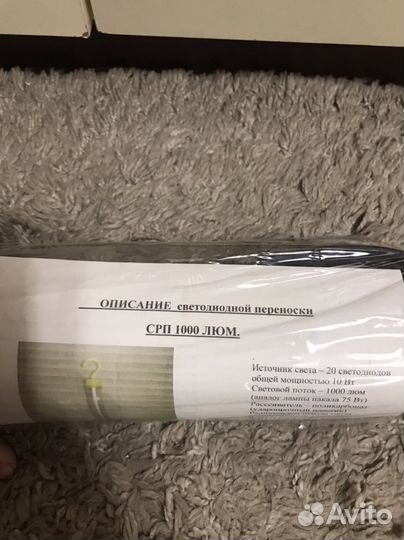 ОПИСАНИЕ светодиодной переноски
СРП 1000 ЛЮМ.
Источник света – 20 светодиодов
общей мощностью 10 Вт
Световой поток – 1000 люм
(аналог лампы накала 75 Вт)
Рассеиватель - поликарбонат
(ударопрочный
Avito